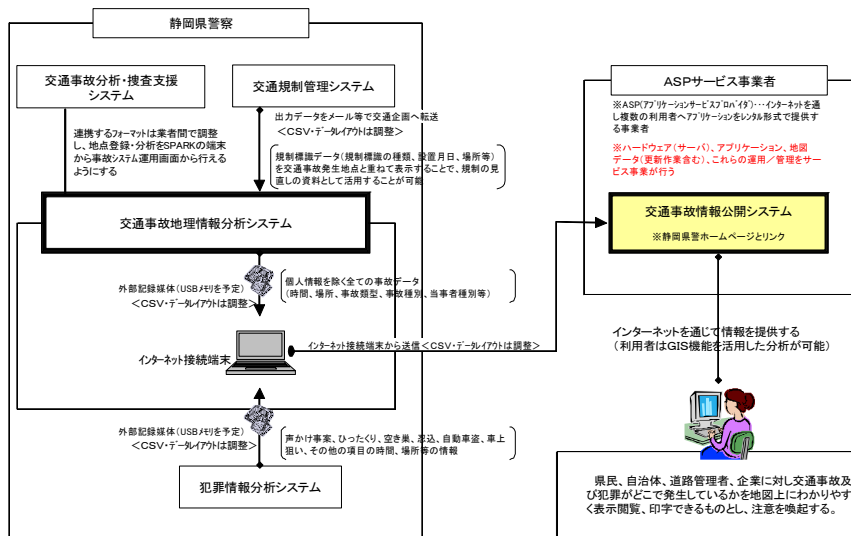 静岡県警察
交通事故分析・捜査支援
システム
交通規制管理システム
出力データをメール等で交通企画へ転送
＜CSV・データレイアウトは調整＞
連携するフォーマットは業者間で調整
し、地点登録・分析をSPARKの端末
から事故システム運用画面から行える
ようにする
規制標識データ(規制標識の種類、設置月日、場所等)
を交通事故発生地点と重ねて表示することで、規制の見
直しの資料として活用することが可能
交通事故地理情報分析システム
外部記録媒体(USBメモリを予定)
＜CSV・データレイアウトは調整＞
個人情報を除く全ての事故データ
(時間、場所、事故類型、事故種別、当事者種別等)
インターネット接続端末
インターネット接続端末から送信＜CSV・データレイアウトは調整＞
外部記録媒体(USBメモリを予定)
＜CSV・データレイアウトは調整＞
声かけ事案、ひったくり、空き巣、忍込、自動車盗、車上
狙い、その他の項目の時間、場所等の情報
犯罪情報分析システム
ASPサービス事業者
※ASP(アプリケーションサービスプロバイダ)…インターネットを通
し複数の利用者へアプリケーションをレンタル形式で提供す
る事業者
※ハードウェア(サーバ)、アプリケーション、地図
データ(更新作業含む)、これらの運用／管理をサー
ビス事業が行う
交通事故情報公開システム
※静岡県警ホームページとリンク
インターネットを通じて情報を提供する
(利用者はGIS機能を活用した分析が可能)
県民、自治体、道路管理者、企業に対し交通事故及
び犯罪がどこで発生しているかを地図上にわかりやす
く表示閲覧、印字できるものとし、注意を喚起する。